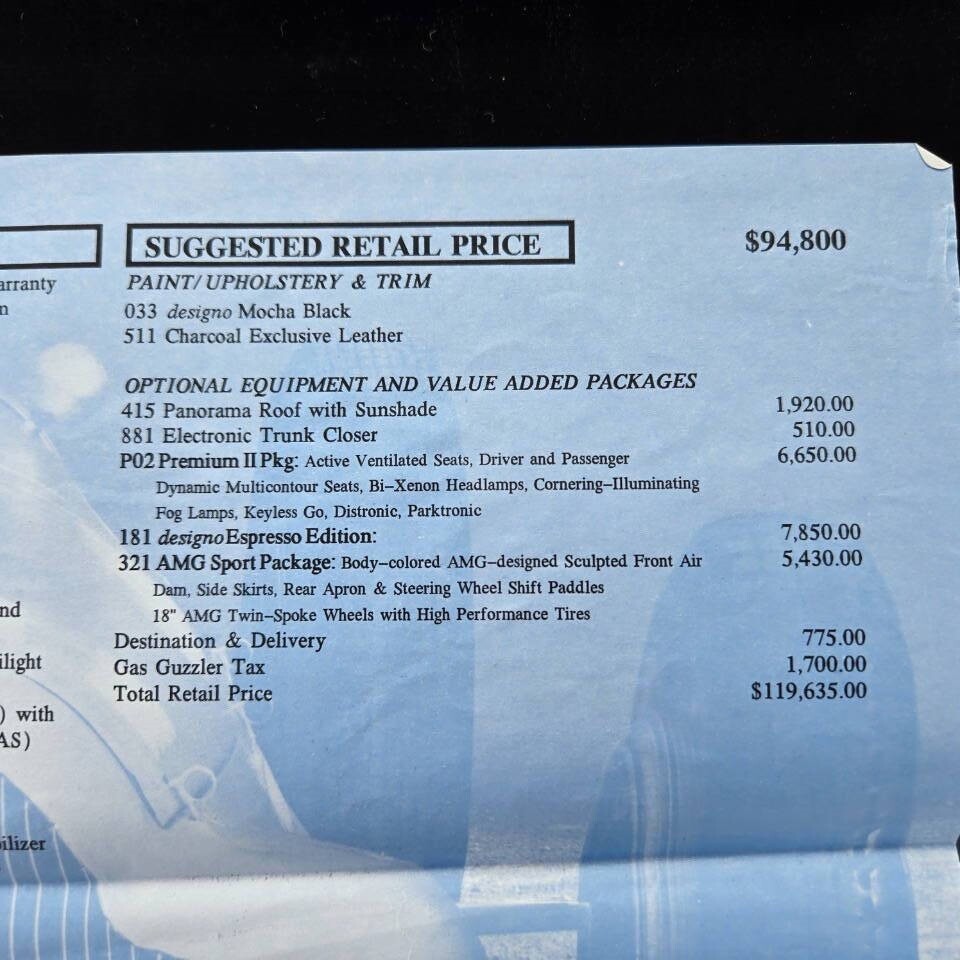 SUGGESTED RETAIL PRICE $94,800
arranty
PAINT/UPHOLSTERY & TRIM
n
033 designo Mocha Black
511 Charcoal Exclusive Leather
OPTIONAL EQUIPMENT AND VALUE ADDED PACKAGES
415 Panorama Roof with Sunshade 1,920.00
881 Electronic Trunk Closer 510.00
P02 Premium II Pkg: Active Ventilated Seats, Driver and Passenger 6,650.00
Dynamic Multicontour Seats, Bi-Xenon Headlamps, Cornering-Illuminating
Fog Lamps, Keyless Go, Distronic, Parktronic
181 designo Espresso Edition: 7,850.00
321 AMG Sport Package: Body-colored AMG-designed Sculpted Front Air 5,430.00
Dam, Side Skirts, Rear Apron & Steering Wheel Shift Paddles
nd
18" AMG Twin-Spoke Wheels with High Performance Tires
Destination & Delivery 775.00
ilight
Gas Guzzler Tax 1,700.00
Total Retail Price $119,635.00
) with
AS)
ilizer